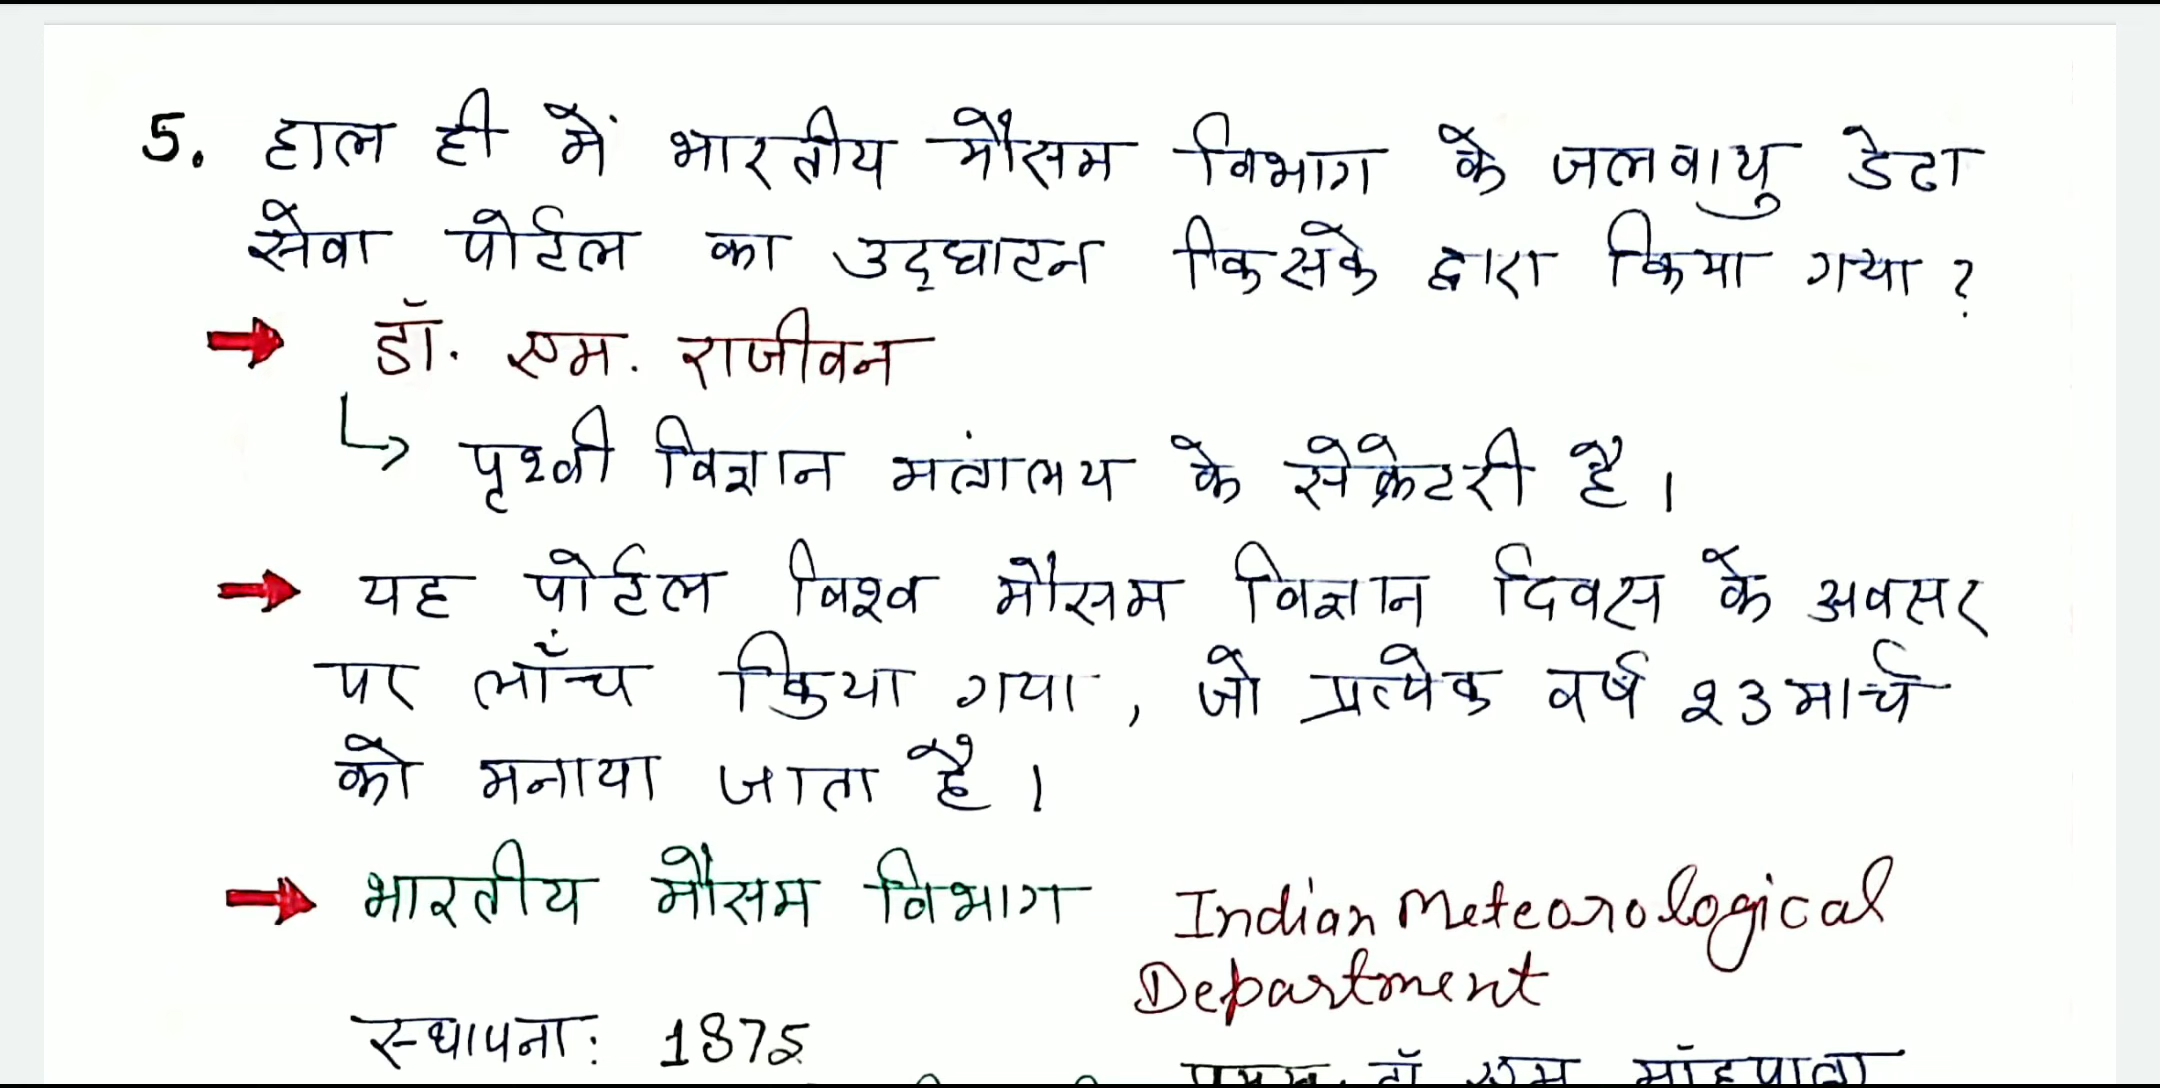 5. हाल ही में भारतीय मौसम विभाग के जलवायु डेटा
सेवा पोर्टल का उद्घाटन किसके द्वारा किया गया ?
डॉ. एम. राजीवन
पृथ्वी विज्ञान मत्रांलय के सेक्रेटरी है ।
यह पोर्टल विश्व मौसम विज्ञान दिवस के अवसर
पर लॉन्च किया गया, जो प्रत्येक वर्ष 23 मार्च
को मनाया जाता है ।
भारतीय मौसम विभाग Indian Meteorological
Department
स्थापना: 1875